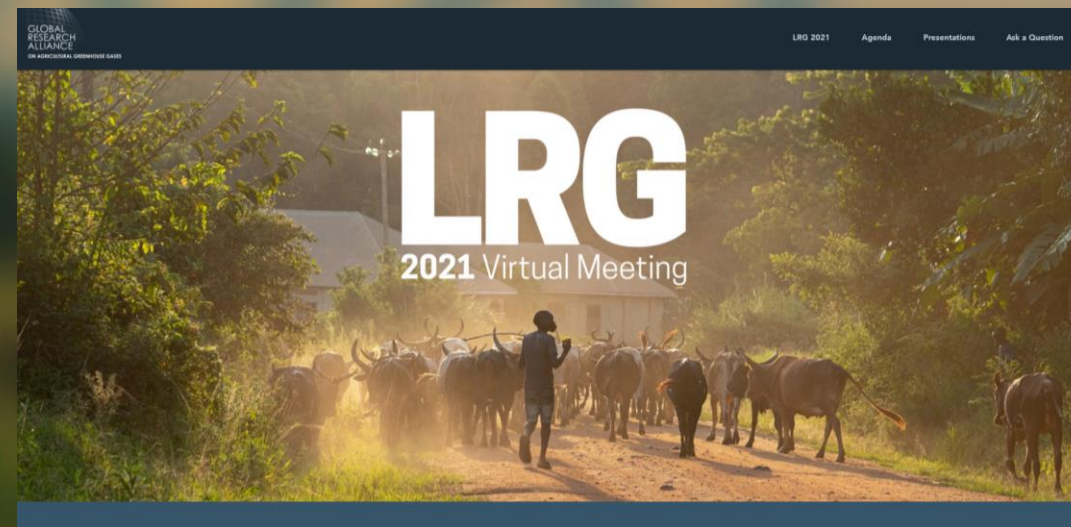 GLOBAL
RESEARCH
ALLIANCE
ON AGRICULTURAL GREENHOUSE GASES
LRG 2021 Agenda Presentations Ask a Question
LRG
2021 Virtual Meeting